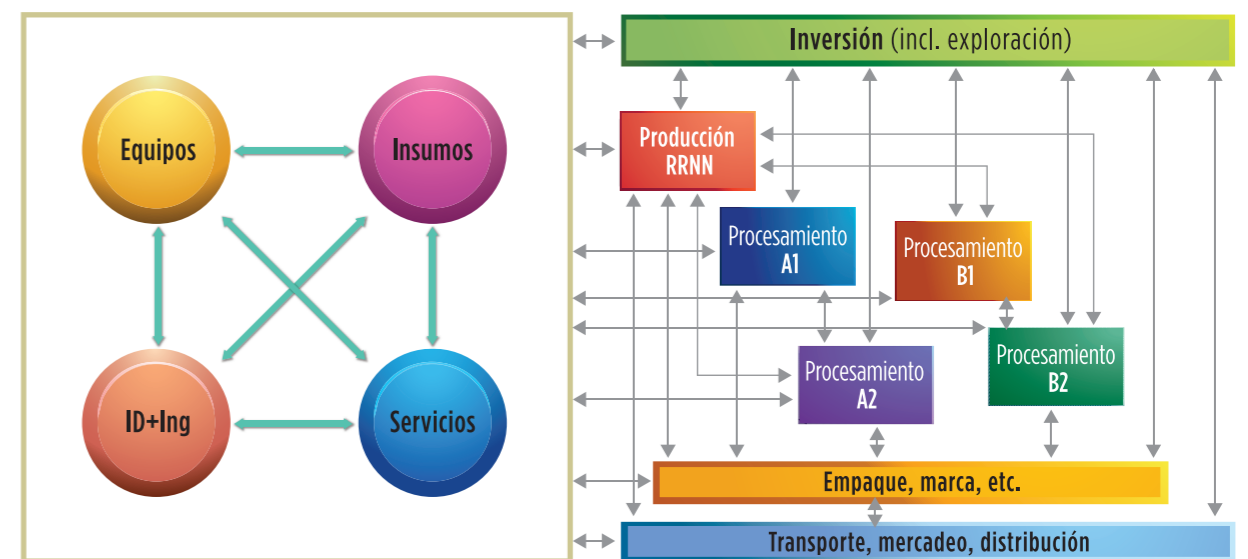 Equipos
Insumos
ID+Ing
Servicios
Inversión (incl. exploración)
Producción
RRNN
Procesamiento
A1
Procesamiento
B1
Procesamiento
A2
Procesamiento
B2
Empaque, marca, etc.
Transporte, mercadeo, distribución